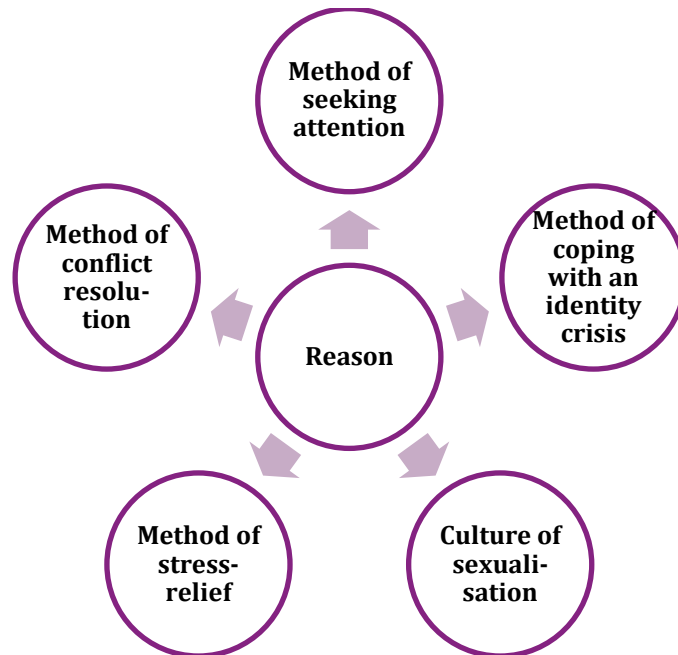 Method of
seeking
attention
Method of
conflict
resolu-
tion
Method of
coping
with an
identity
crisis
Reason
Method of
stress-
relief
Culture of
sexuali-
sation